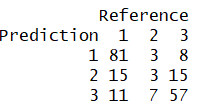 Reference
Prediction 1 2 3
1 81 3 8
2 15 3 15
3 11 7 57